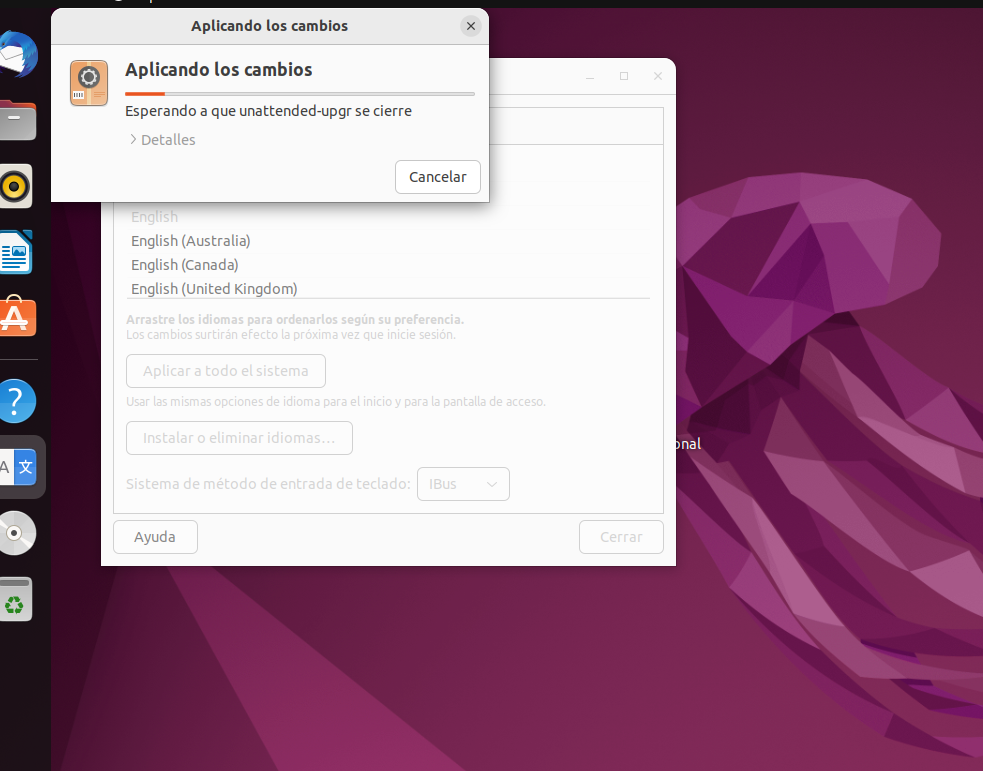 Aplicando los cambios
Aplicando los cambios
Esperando a que unattended-upgr se cierre
Detalles
Cancelar
English
English (Australia)
English (Canada)
English (United Kingdom)
Arrastre los idiomas para ordenarlos según su preferencia.
Los cambios surtirán efecto la próxima vez que inicie sesión.
Aplicar a todo el sistema
Usar las mismas opciones de idioma para el inicio y para la pantalla de acceso.
Instalar o eliminar idiomas...
onal
Sistema de método de entrada de teclado:
IBus
Ayuda
Cerrar
A 文